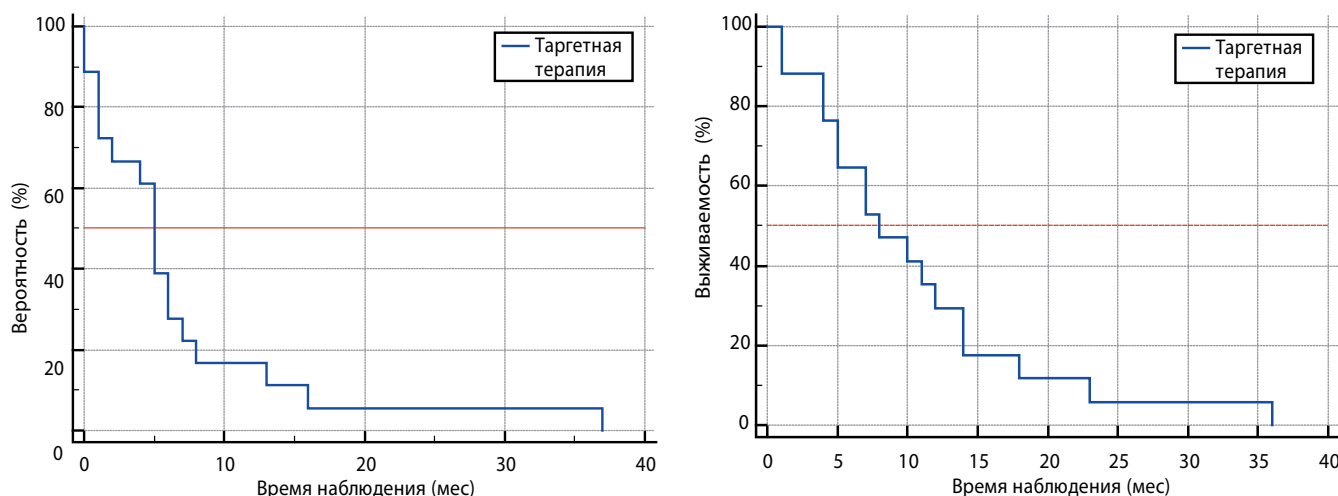 100
80
60
40
20
0
Вероятность (%)
Таргетная
терапия
0 10 20 30 40
Время наблюдения (мес)
100
80
60
40
20
0
Выживаемость (%)
Таргетная
терапия
0 5 10 15 20 25 30 35 40
Время наблюдения (мес)